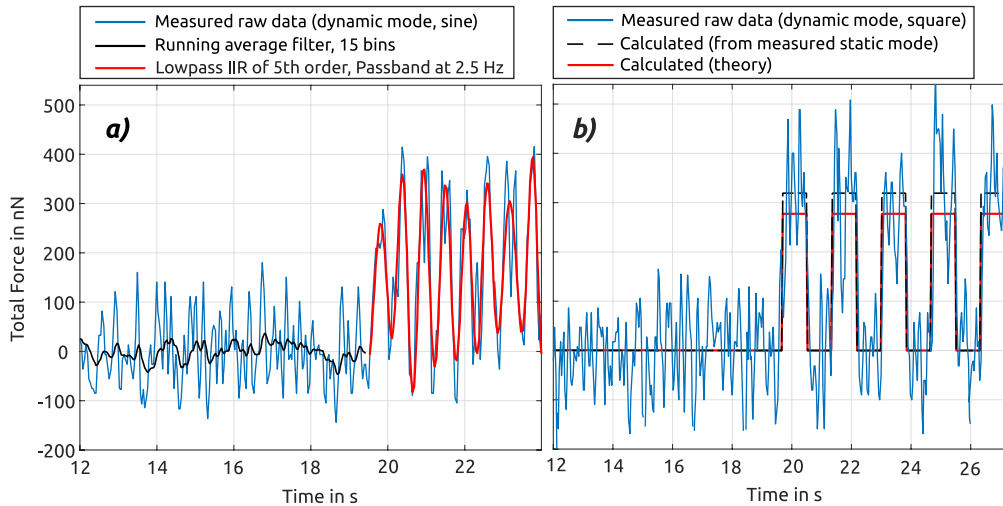 Measured raw data (dynamic mode, sine)
Running average filter, 15 bins
Lowpass IIR of 5th order, Passband at 2.5 Hz
Measured raw data (dynamic mode, square)
Calculated (from measured static mode)
Calculated (theory)
a)
b)
Total Force in nN
500
400
300
200
100
0
-100
-200
12 14 16 18 20 22
12 14 16 18 20 22 24 26
Time in s
Time in s